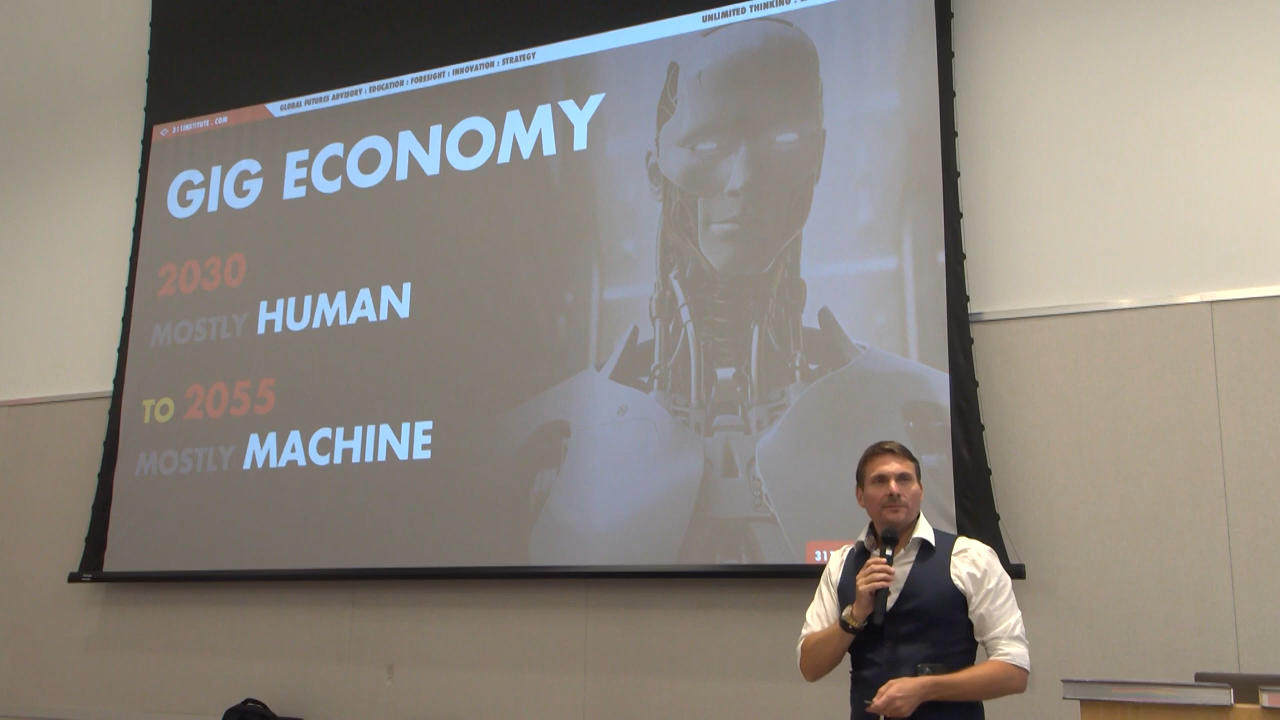 UNLIMITED THINKING :
GLOBAL FUTURES ADVISORY : EDUCATION : FORESIGHT : INNOVATION : STRATEGY
311INSTITUTE . COM
GIG ECONOMY
2030
MOSTLY HUMAN
TO 2055
MOSTLY MACHINE
311